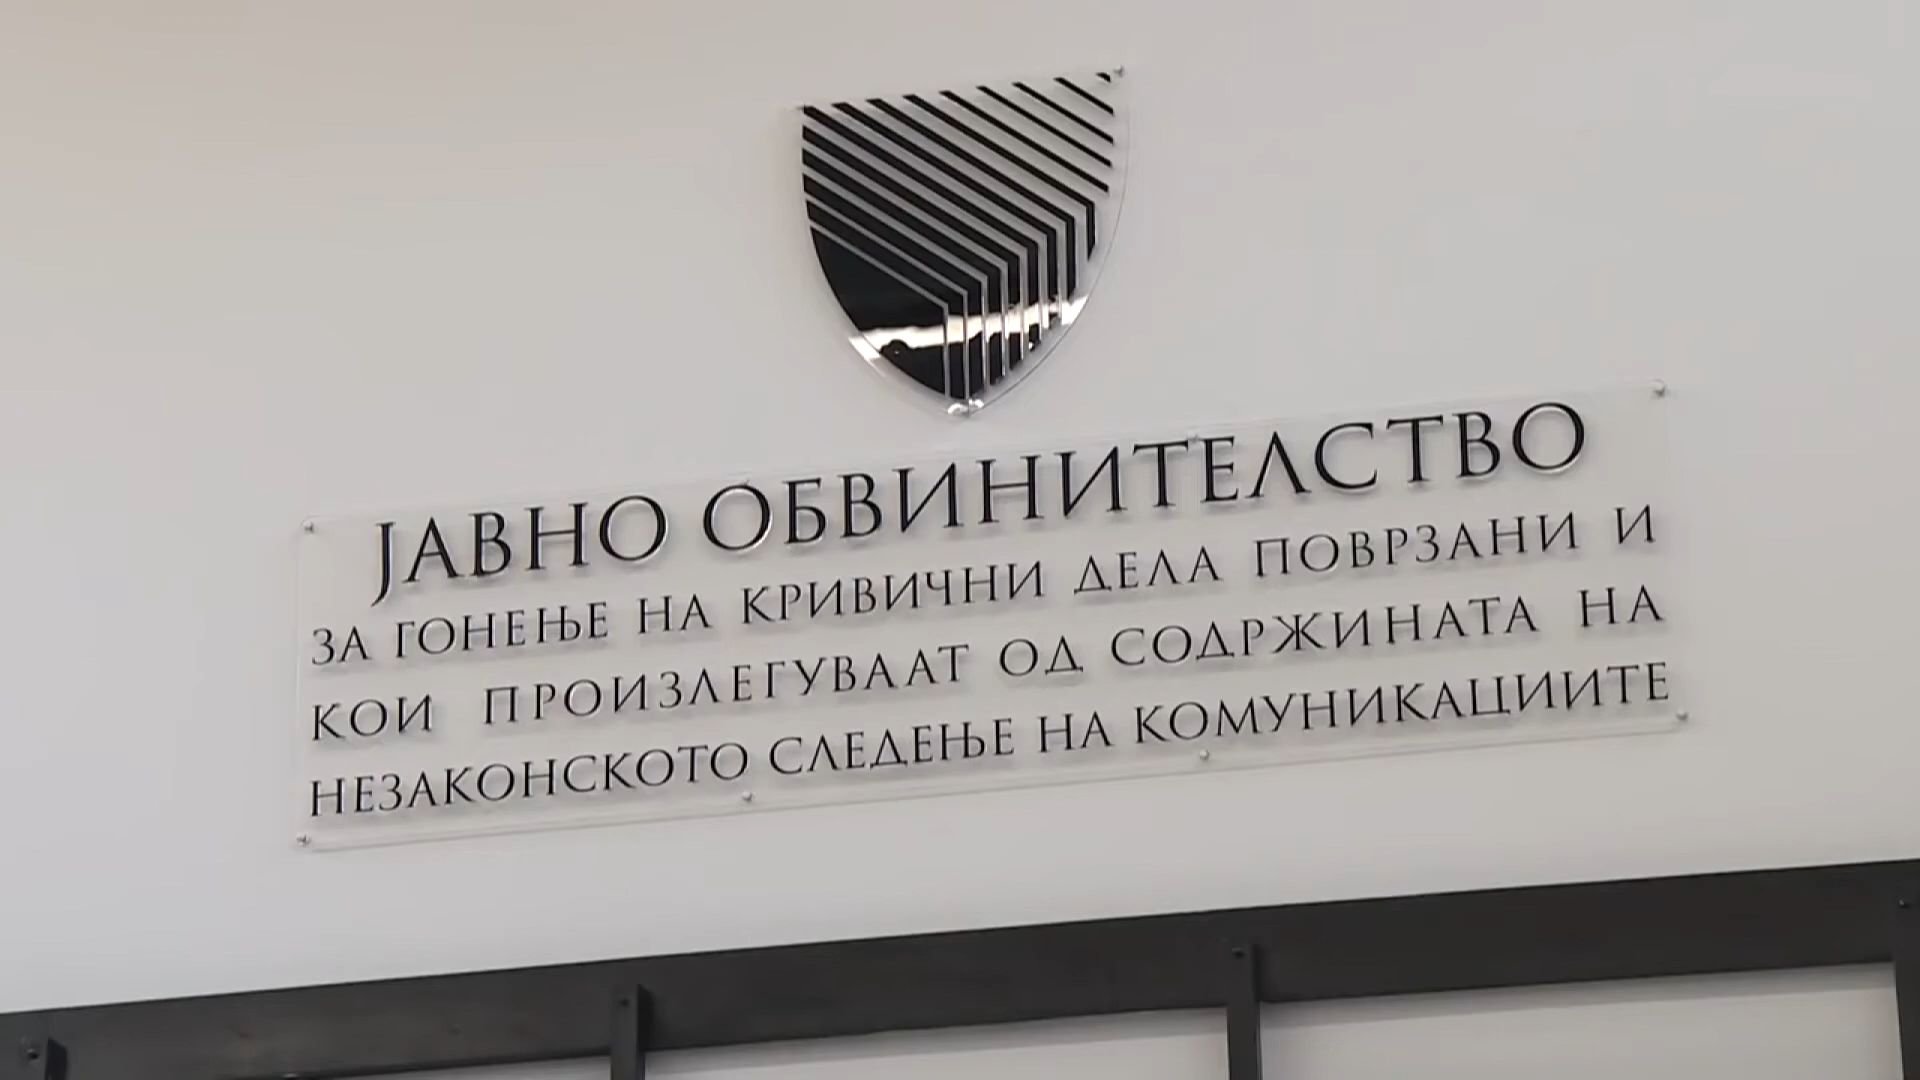 ЈАВНО ОБВИНИТЕЛСТВО
ЗА ГОНЕЊЕ НА КРИВИЧНИ ДЕЛА ПОВРЗАНИ И
КОИ ПРОИЗЛЕГУВААТ ОД СОДРЖИНАТА НА
НЕЗАКОНСКОТО СЛЕДЕЊЕ НА КОМУНИКАЦИИТЕ